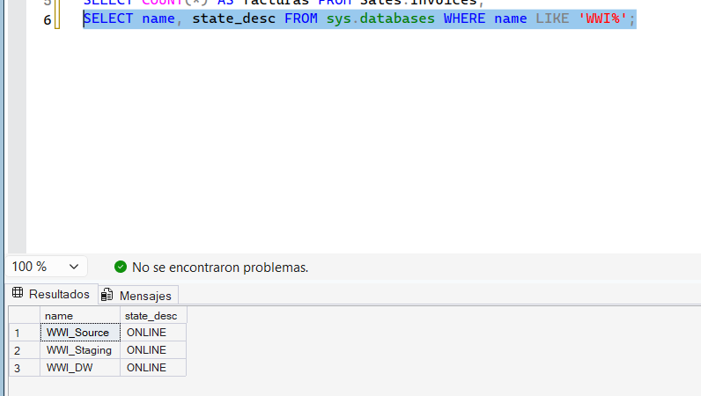 5 SELECT COUNT(*) AS facturas FROM Sales.Invoices;
6 SELECT name, state_desc FROM sys.databases WHERE name LIKE 'WWI%';
100 % No se encontraron problemas.
Resultados Mensajes
name state_desc
1 WWI_Source ONLINE
2 WWI_Staging ONLINE
3 WWI_DW ONLINE